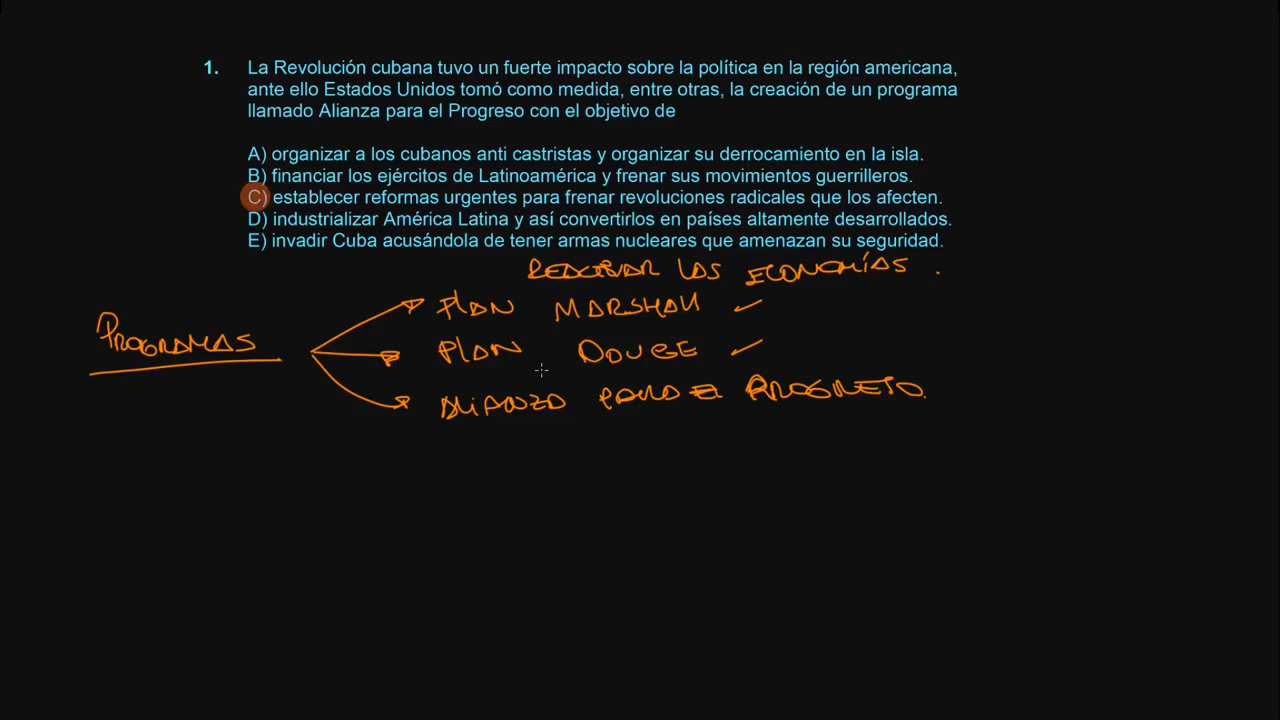 1. La Revolución cubana tuvo un fuerte impacto sobre la política en la región americana,
ante ello Estados Unidos tomó como medida, entre otras, la creación de un programa
llamado Alianza para el Progreso con el objetivo de
A) organizar a los cubanos anti castristas y organizar su derrocamiento en la isla.
B) financiar los ejércitos de Latinoamérica y frenar sus movimientos guerrilleros.
C) establecer reformas urgentes para frenar revoluciones radicales que los afecten.
D) industrializar América Latina y así convertirlos en países altamente desarrollados.
E) invadir Cuba acusándola de tener armas nucleares que amenazan su seguridad.
LAS ECONOMÍAS .
PLAN MARSHALL
PROGRAMAS
PLAN
ALIANZA PARA EL PROGRESO.